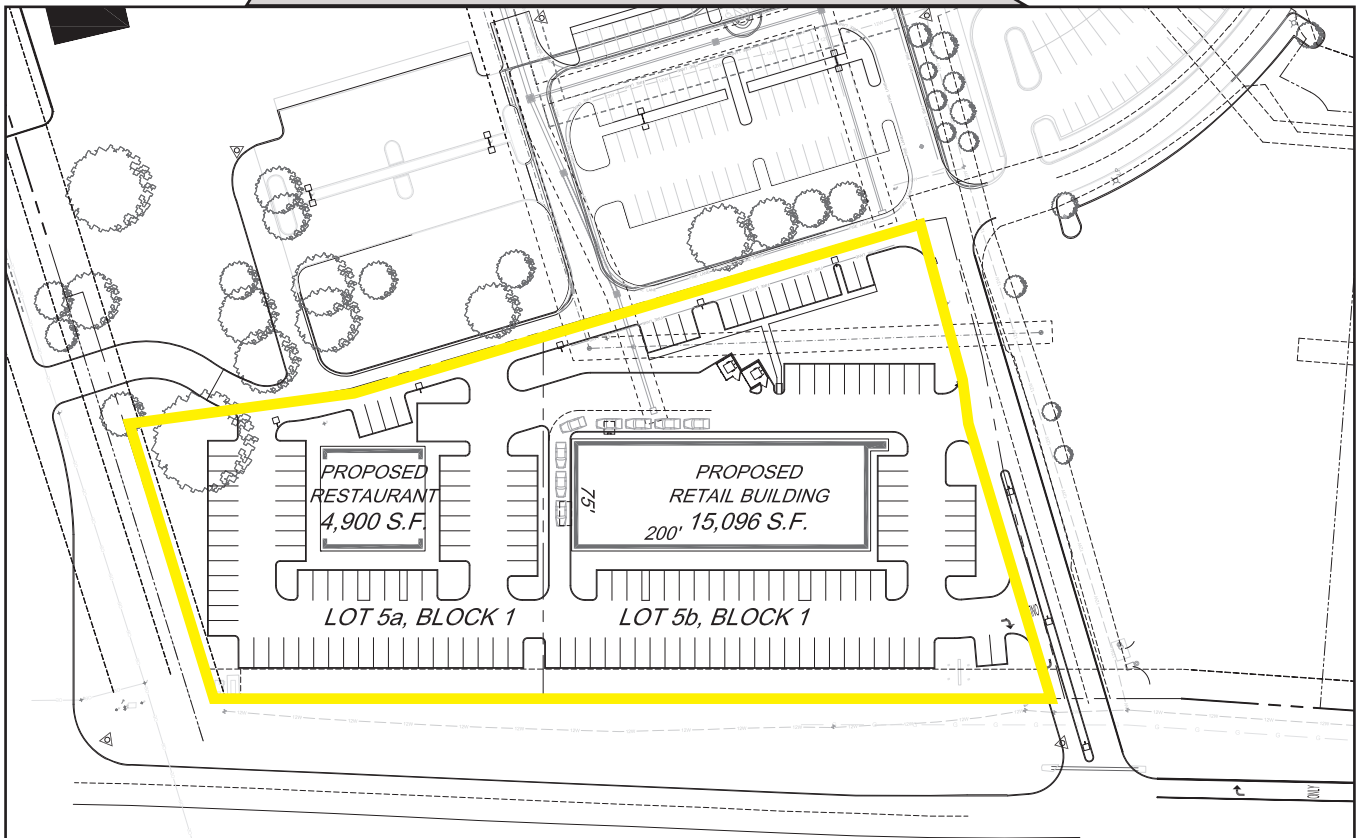 PROPOSED
RESTAURANT
4,900 S.F.
PROPOSED
RETAIL BUILDING
15,096 S.F.
75'
200'
LOT 5a, BLOCK 1
LOT 5b, BLOCK 1
ONLY